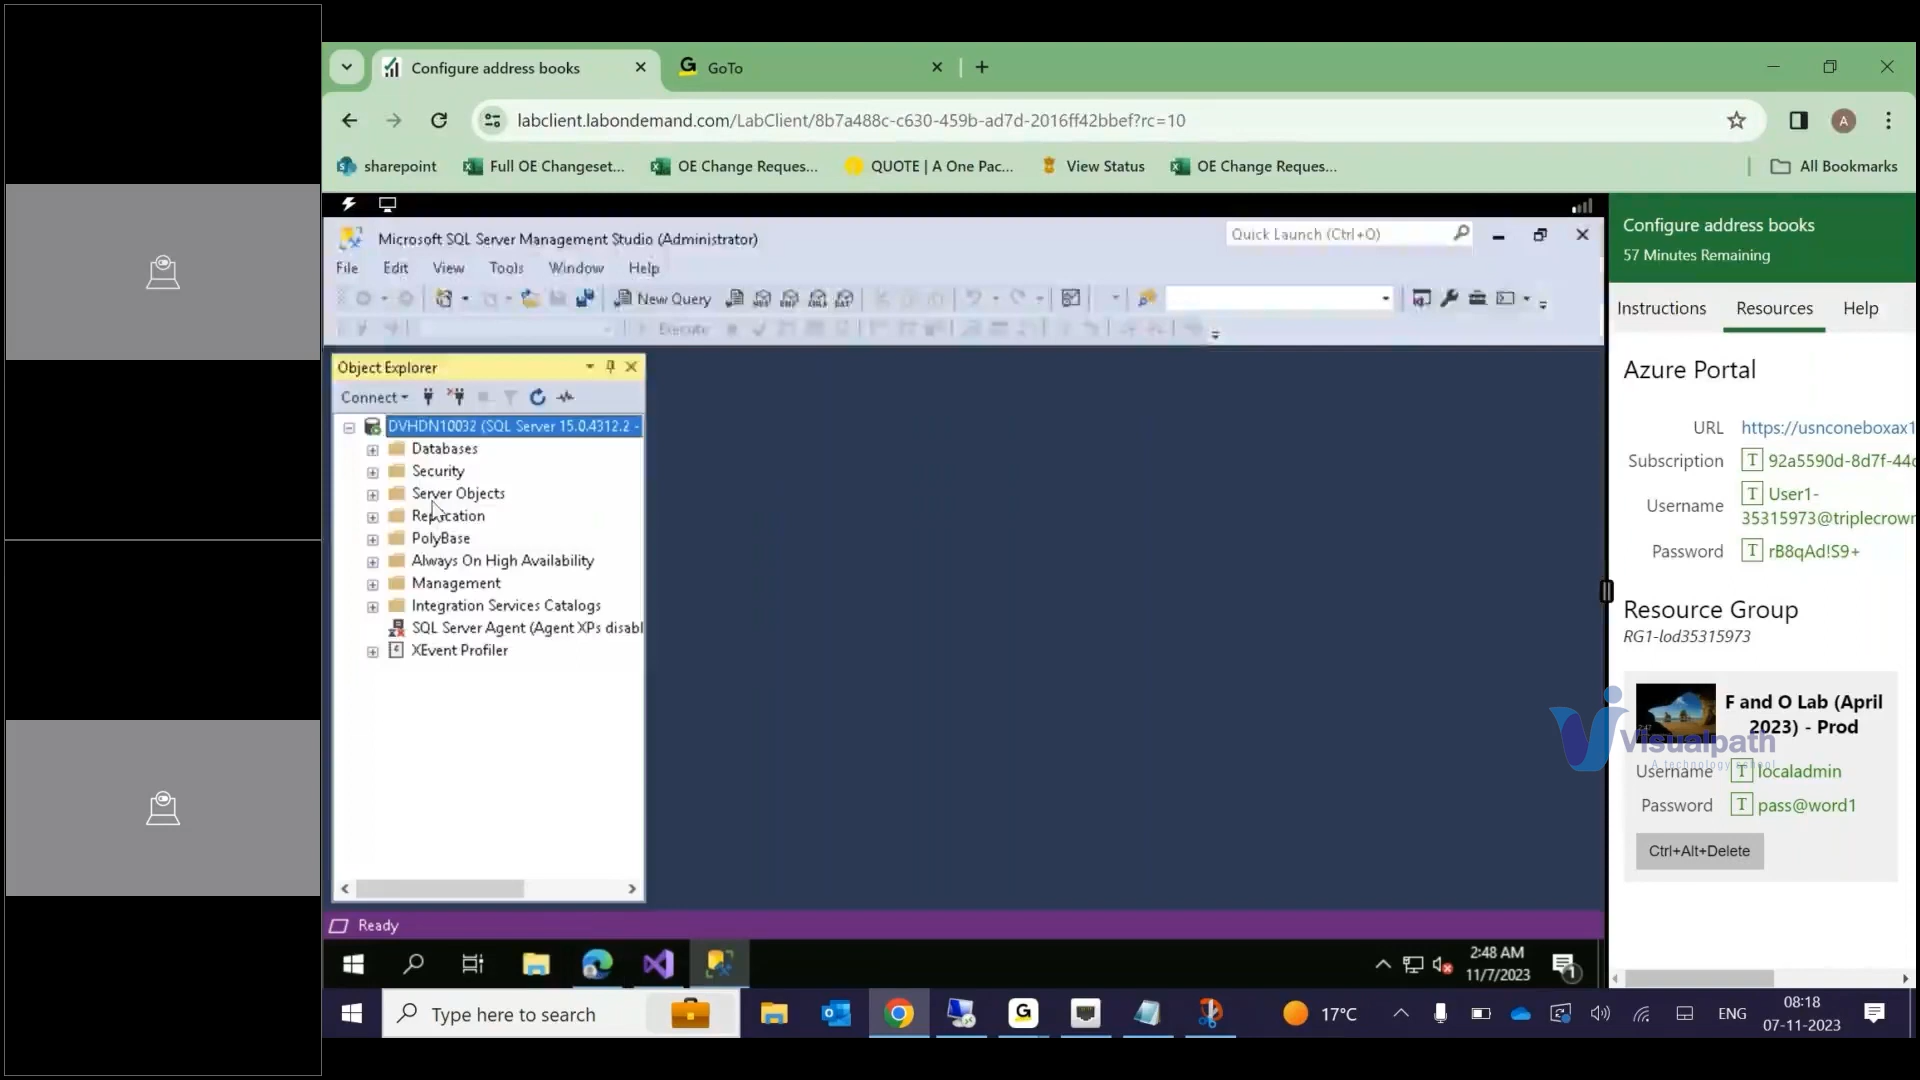 Configure address books
GoTo
labclient.labondemand.com/LabClient/8b7a488c-c630-459b-ad7d-2016ff42bbef?rc=10
sharepoint
Full OE Changeset...
OE Change Reques...
QUOTE | A One Pac...
View Status
OE Change Reques...
All Bookmarks
Microsoft SQL Server Management Studio (Administrator)
Quick Launch (Ctrl+Q)
File Edit View Tools Window Help
New Query
Execute
Object Explorer
Connect
DVHDN10032 (SQL Server 15.0.4312.2 -
Databases
Security
Server Objects
Replication
PolyBase
Always On High Availability
Management
Integration Services Catalogs
SQL Server Agent (Agent XPs disabl
XEvent Profiler
Ready
2:48 AM
11/7/2023
1
Configure address books
57 Minutes Remaining
Instructions Resources Help
Azure Portal
URL https://usnconeboxax1
Subscription T 92a5590d-8d7f-44
Username T User1-
35315973@triplecrow
Password T rB8qAd!S9+
Resource Group
RG1-lod35315973
F and O Lab (April
2023) - Prod
Visualpath
A technology school
Username T localadmin
Password T pass@word1
Ctrl+Alt+Delete
Type here to search
17°C
ENG
08:18
07-11-2023